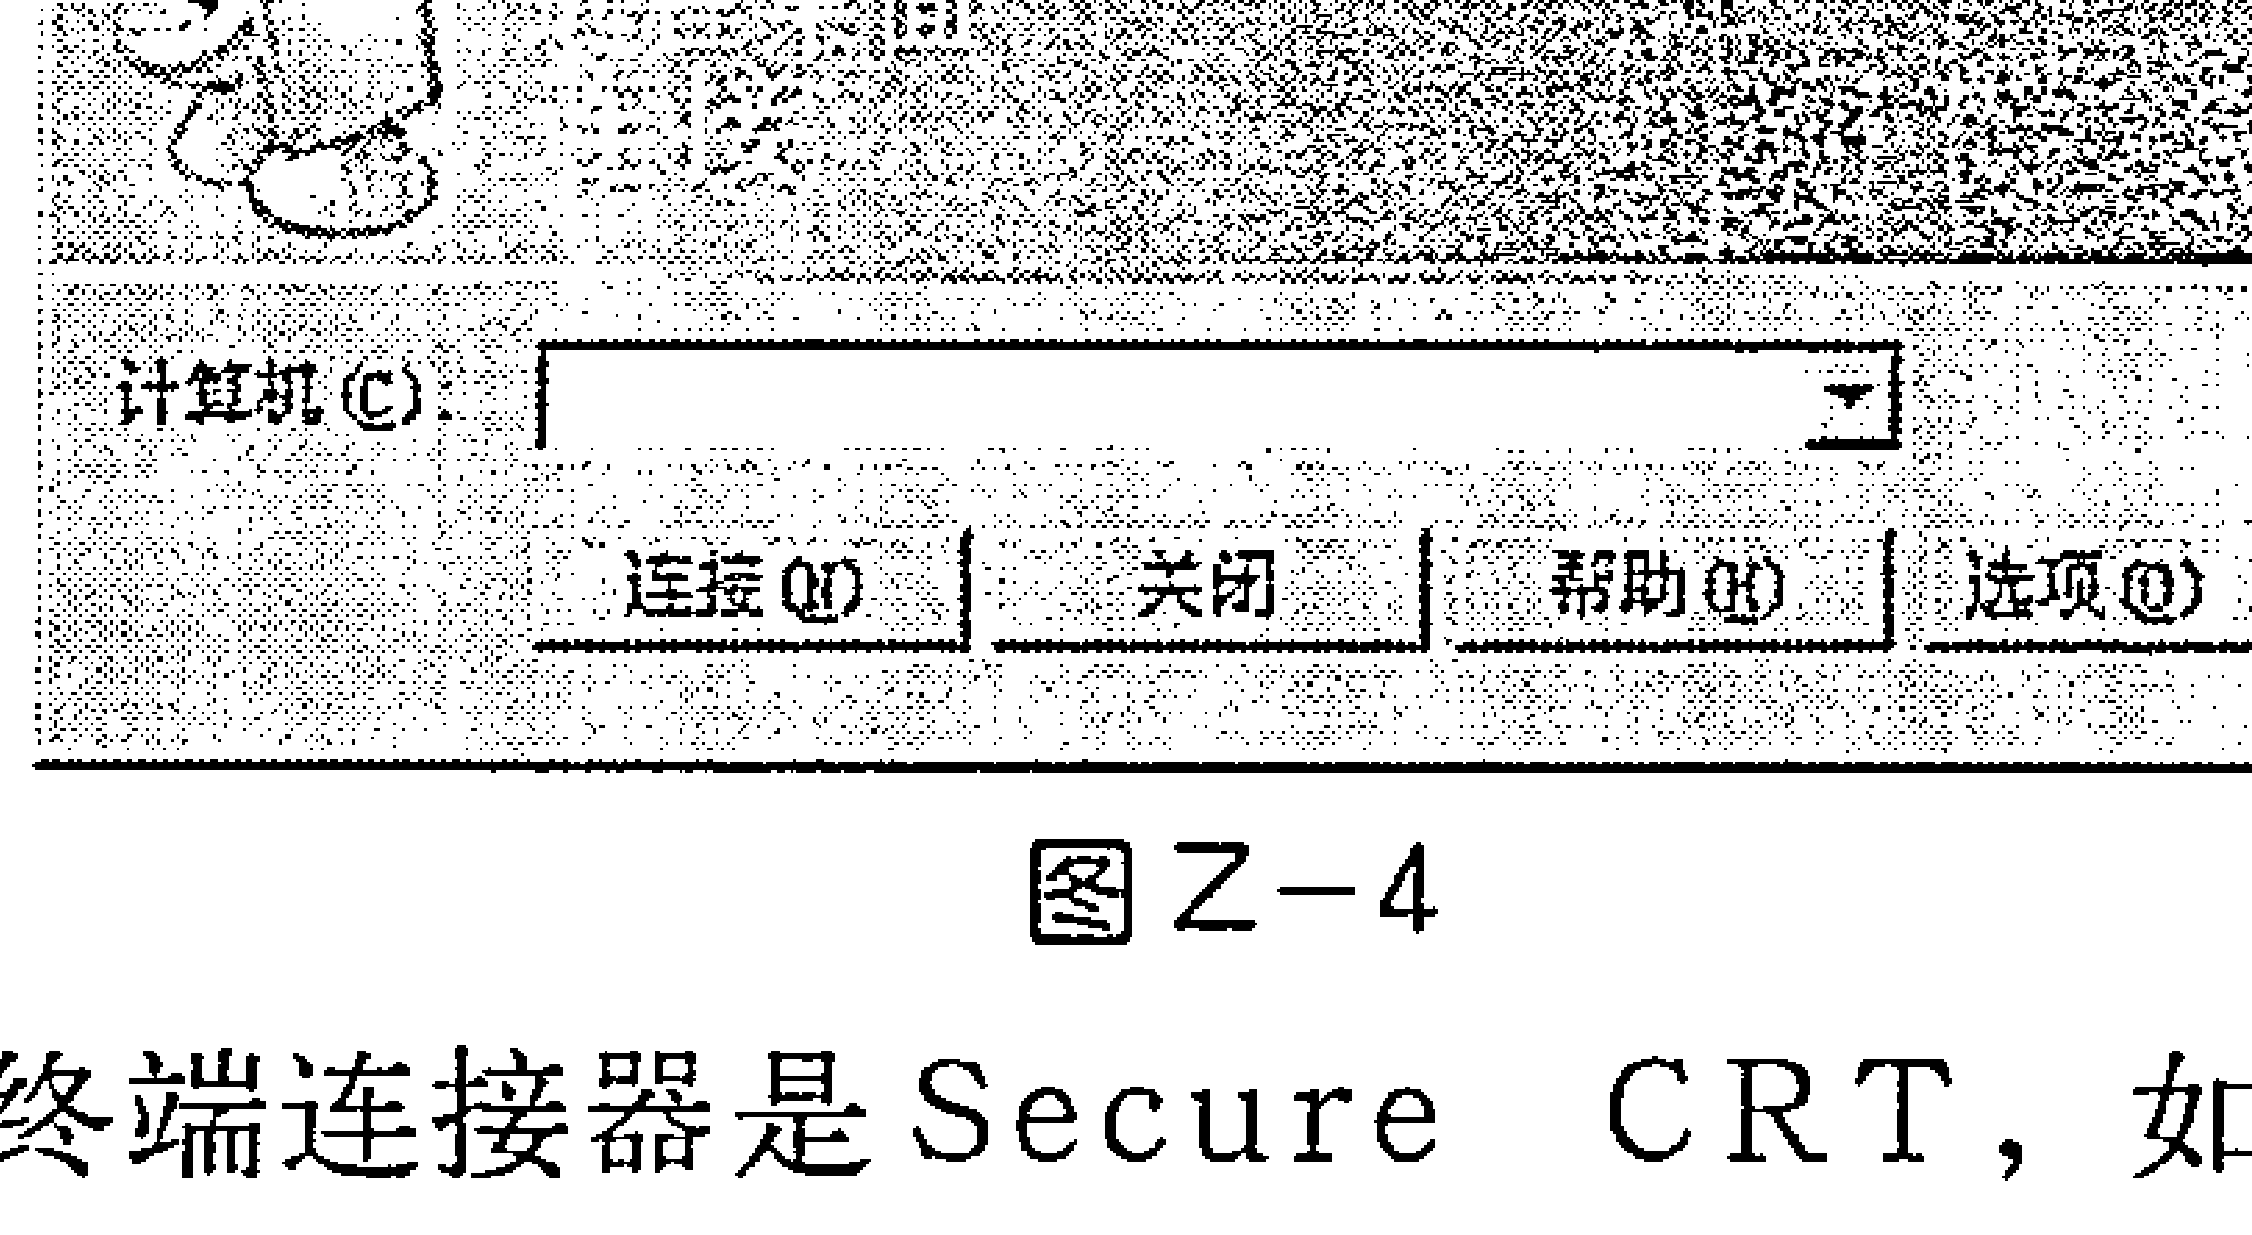 计算机(C):
连接(N) 关闭 帮助(H) 选项(O)
图 Z-4
终端连接器是Secure CRT，如